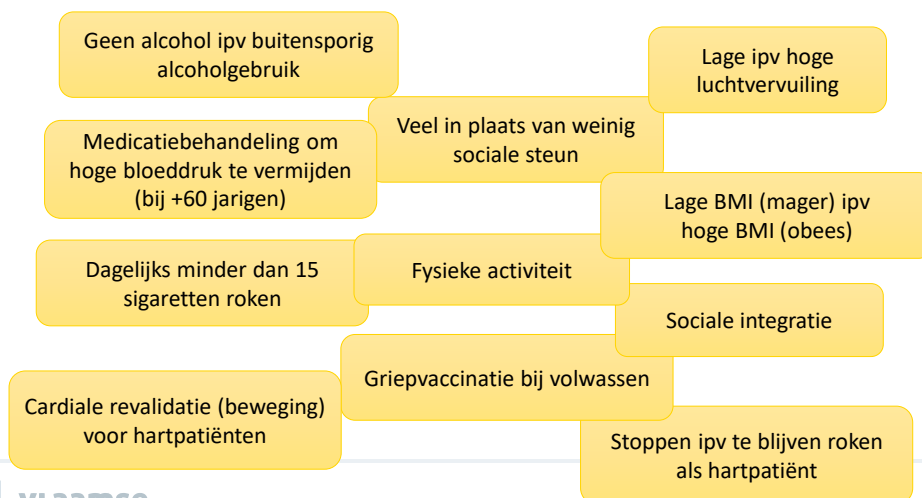 Geen alcohol ipv buitensporig
alcoholgebruik
Lage ipv hoge
luchtvervuiling
Veel in plaats van weinig
sociale steun
Medicatiebehandeling om
hoge bloeddruk te vermijden
(bij +60 jarigen)
Lage BMI (mager) ipv
hoge BMI (obees)
Dagelijks minder dan 15
sigaretten roken
Fysieke activiteit
Sociale integratie
Griepvaccinatie bij volwassen
Cardiale revalidatie (beweging)
voor hartpatiënten
Stoppen ipv te blijven roken
als hartpatiënt